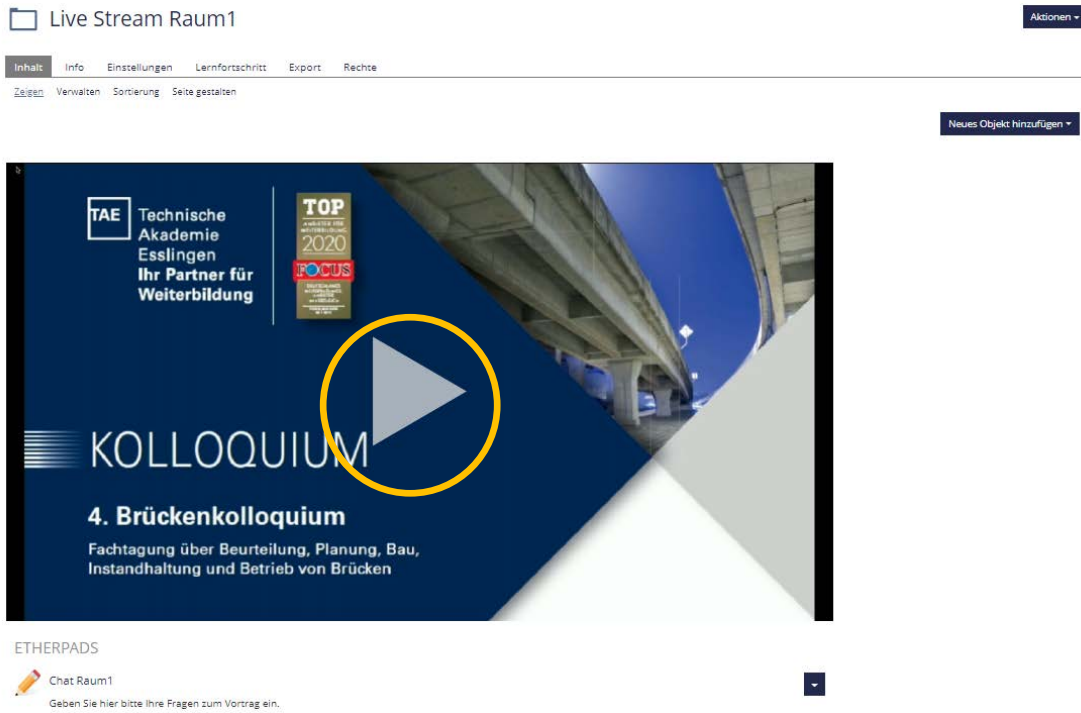 Live Stream Raum1
Aktionen
Inhalt Info Einstellungen Lernfortschritt Export Rechte
Zeigen Verwalten Sortierung Seite gestalten
Neues Objekt hinzufügen
TAE
Technische
Akademie
Esslingen
Ihr Partner für
Weiterbildung
TOP
2020
FOCUS
KOLLOQUIUM
4. Brückenkolloquium
Fachtagung über Beurteilung, Planung, Bau,
Instandhaltung und Betrieb von Brücken
ETHERPADS
Chat Raum1
Geben Sie hier bitte Ihre Fragen zum Vortrag ein.